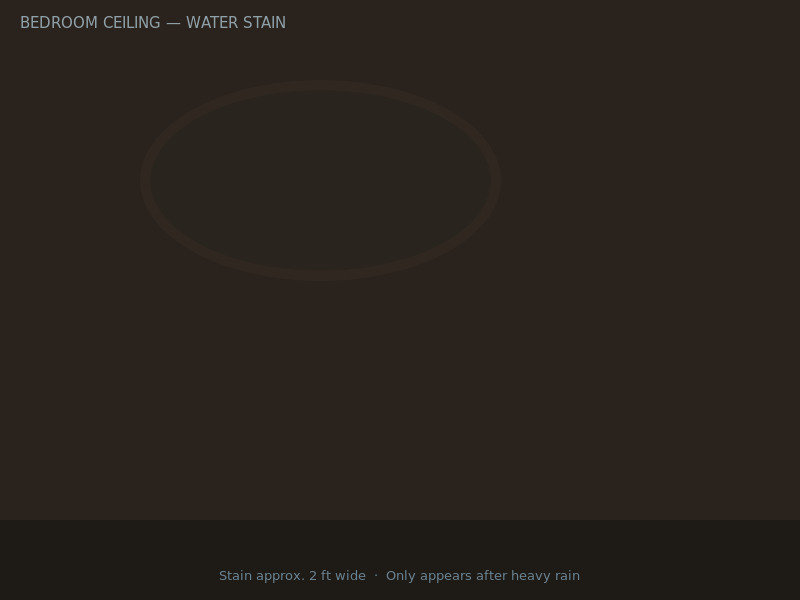 BEDROOM CEILING — WATER STAIN
Stain approx. 2 ft wide · Only appears after heavy rain